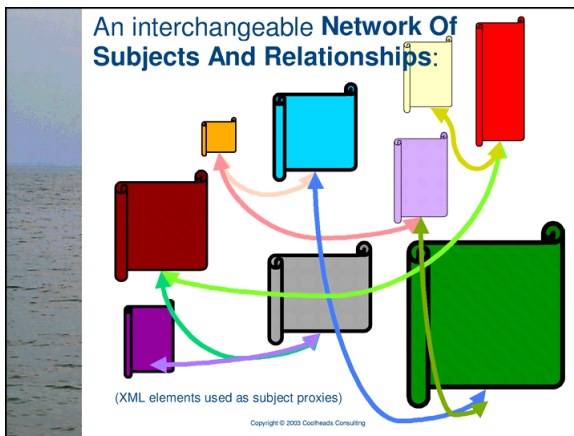 An interchangeable Network Of
Subjects And Relationships:
(XML elements used as subject proxies)
Copyright © 2003 Coolheads Consulting